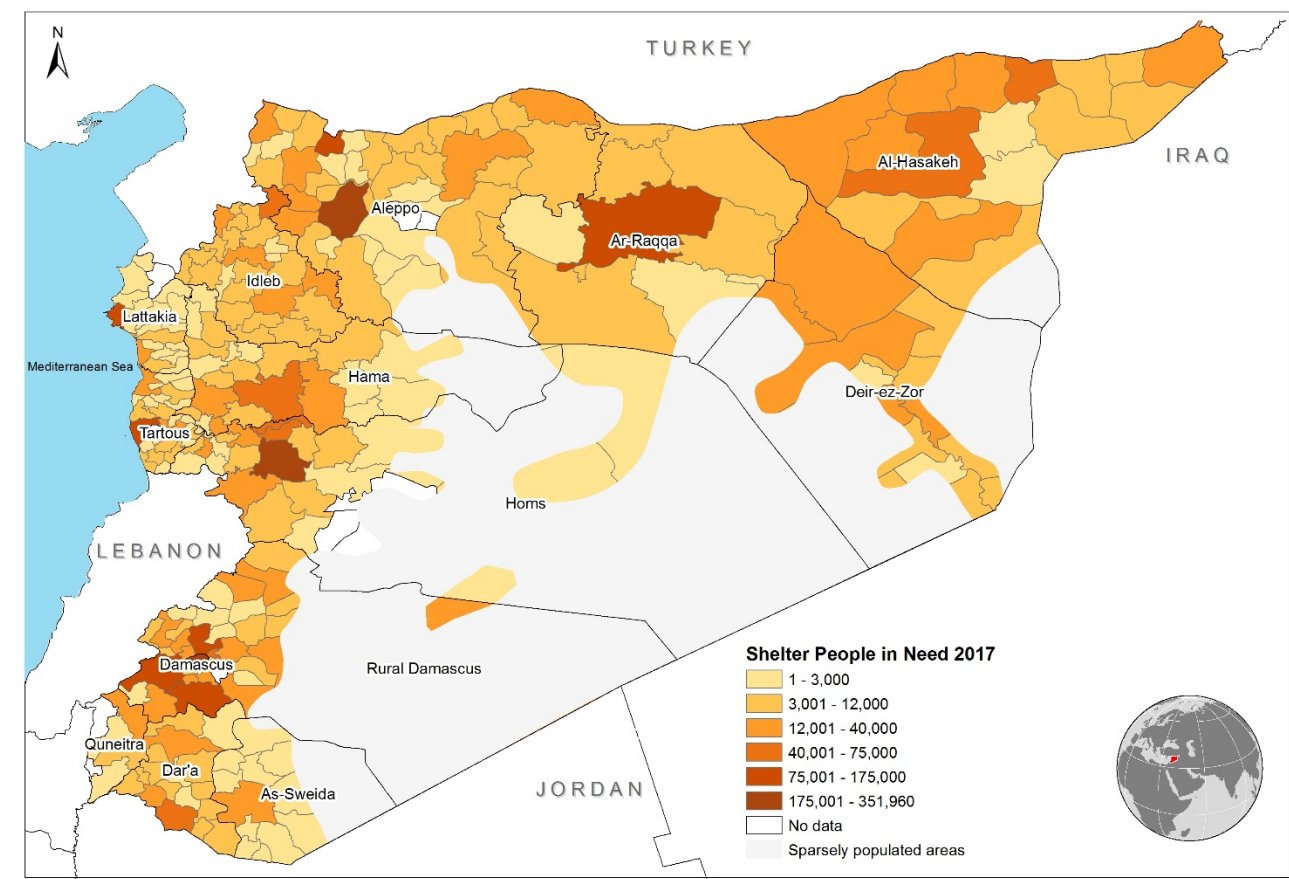 N
TURKEY
IRAQ
Al-Hasakeh
Aleppo
Ar-Raqqa
Idleb
Lattakia
Mediterranean Sea
Hama
Deir-ez-Zor
Tartous
Homs
LEBANON
Damascus
Rural Damascus
Quneitra
Dar'a
As-Sweida
JORDAN
Shelter People in Need 2017
1 - 3,000
3,001 - 12,000
12,001 - 40,000
40,001 - 75,000
75,001 - 175,000
175,001 - 351,960
No data
Sparsely populated areas